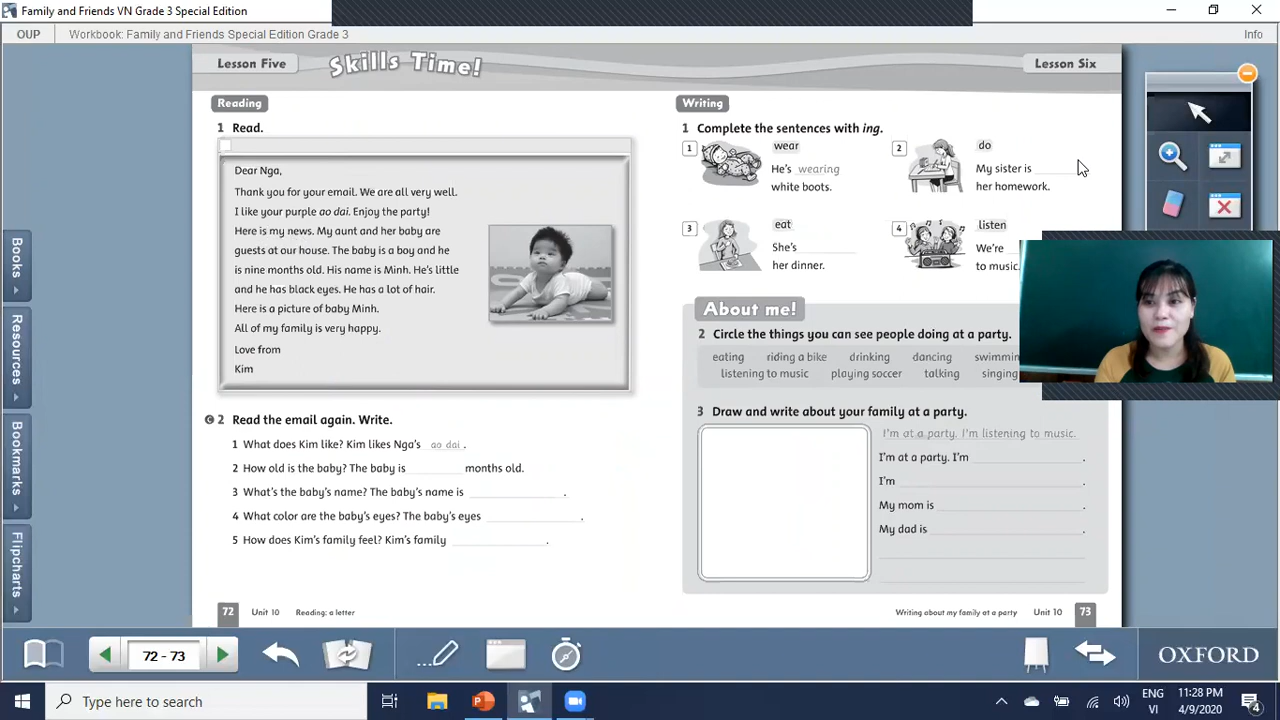 Family and Friends VN Grade 3 Special Edition
OUP
Workbook: Family and Friends Special Edition Grade 3
Info
Lesson Five
Skills Time!
Lesson Six
Reading
1 Read.
Dear Nga,
Thank you for your email. We are all very well.
I like your purple ao dai. Enjoy the party!
Here is my news. My aunt and her baby are
guests at our house. The baby is a boy and he
is nine months old. His name is Minh. He's little
and he has black eyes. He has a lot of hair.
Here is a picture of baby Minh.
All of my family is very happy.
Love from
Kim
C 2 Read the email again. Write.
1 What does Kim like? Kim likes Nga's ao dai .
2 How old is the baby? The baby is months old.
3 What's the baby's name? The baby's name is .
4 What color are the baby's eyes? The baby's eyes .
5 How does Kim's family feel? Kim's family .
72 Unit 10 Reading: a letter
Writing
1 Complete the sentences with ing.
1
wear
He's wearing
white boots.
2
do
My sister is
her homework.
3
eat
She's
her dinner.
4
listen
We're
to music.
About me!
2 Circle the things you can see people doing at a party.
eating riding a bike drinking dancing
listening to music playing soccer talking singing
3 Draw and write about your family at a party.
I'm at a party. I'm listening to music.
I'm at a party. I'm .
I'm .
My mom is .
My dad is .
Writing about my family at a party Unit 10 73
Books
Resources
Bookmarks
Flipcharts
72 - 73
OXFORD
Type here to search
ENG
VI
11:28 PM
4/9/2020
4